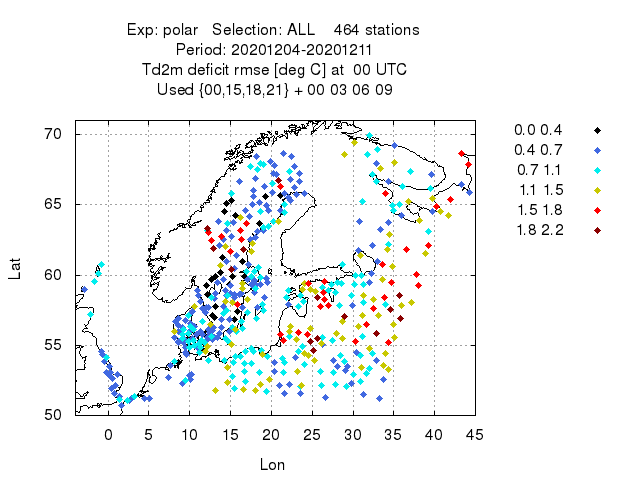 Exp: polar   Selection: ALL    464 stations
Period: 20201204-20201211
Td2m deficit rmse [deg C] at  00 UTC
Used {00,15,18,21} + 00 03 06 09
0.0 0.4
0.4 0.7
0.7 1.1
1.1 1.5
1.5 1.8
1.8 2.2
70
65
60
55
50
Lat
0 5 10 15 20 25 30 35 40 45
Lon